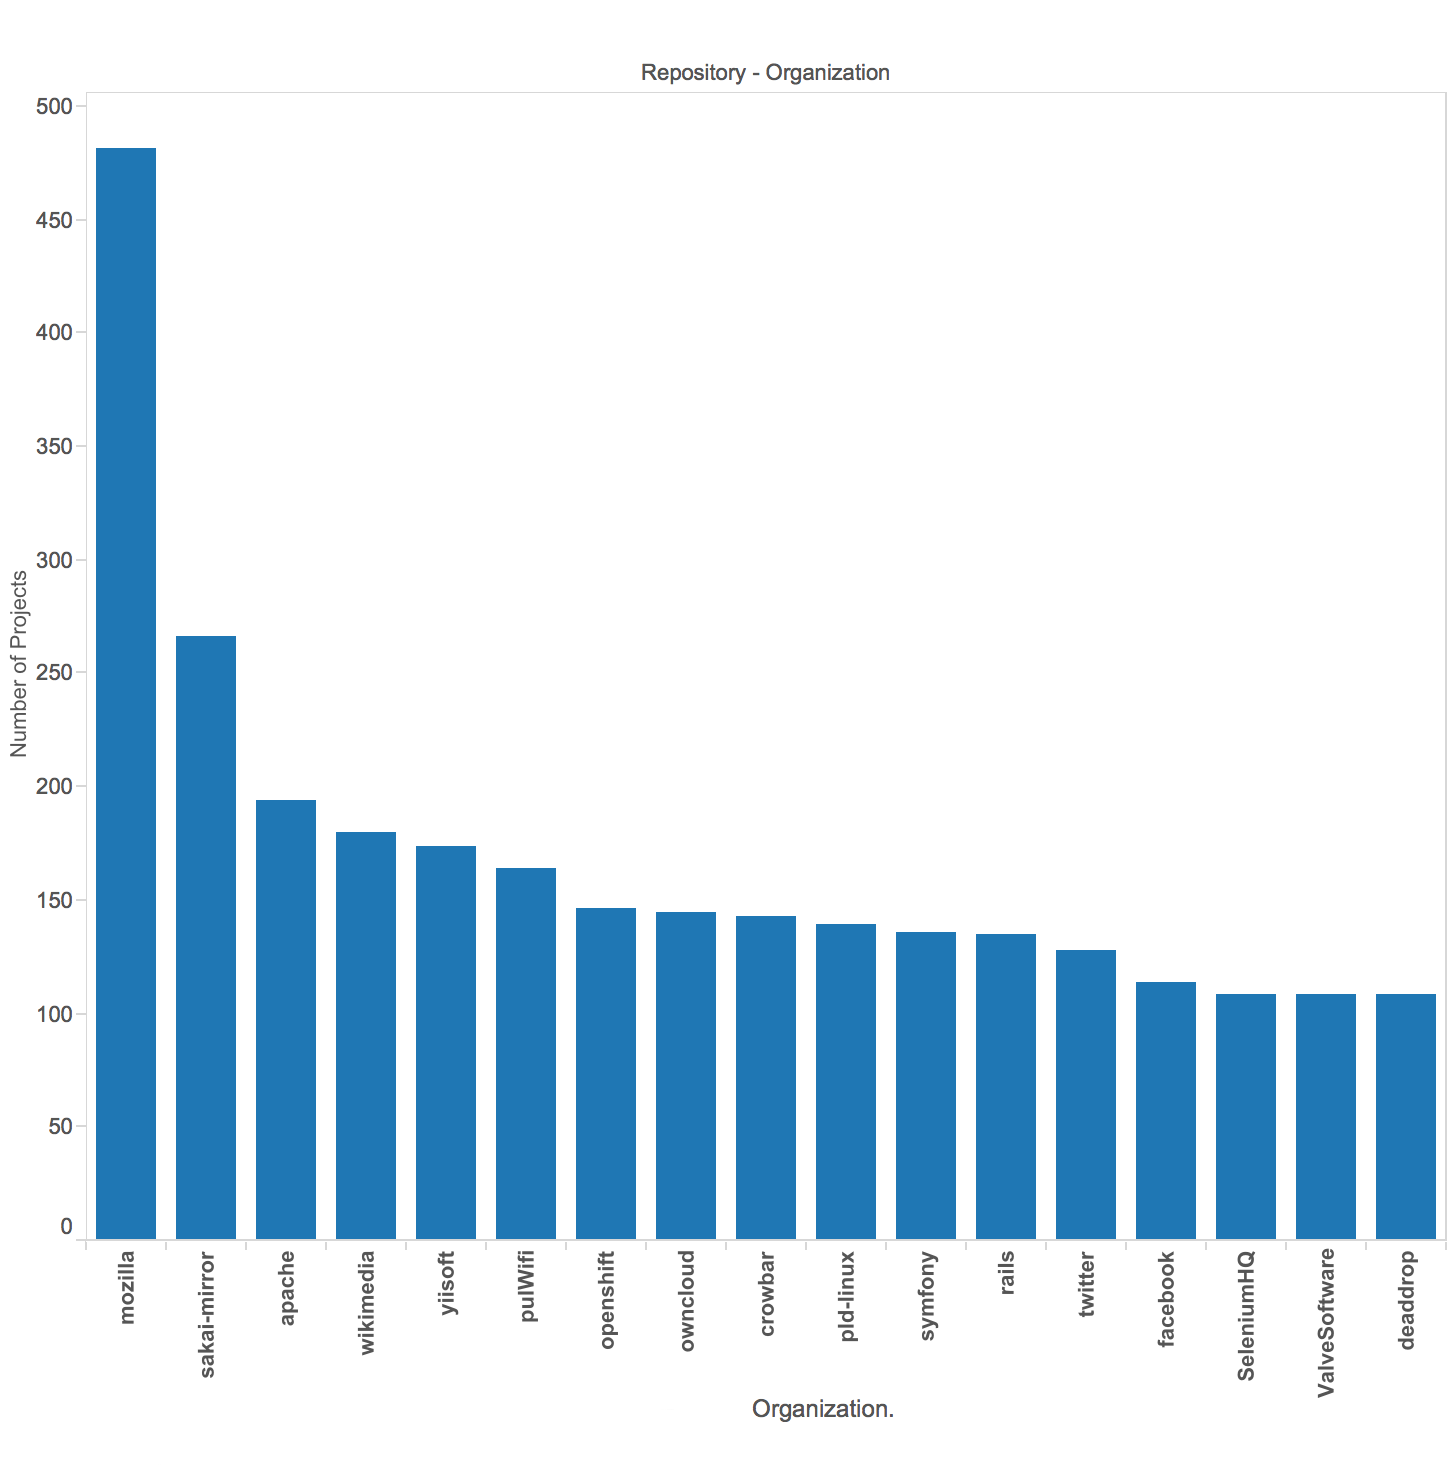 Repository - Organization
Number of Projects
500
450
400
350
300
250
200
150
100
50
0
mozilla
sakai-mirror
apache
wikimedia
yiisoft
pulWifi
openshift
owncloud
crowbar
pld-linux
symfony
rails
twitter
facebook
SeleniumHQ
ValveSoftware
deaddrop
Organization.